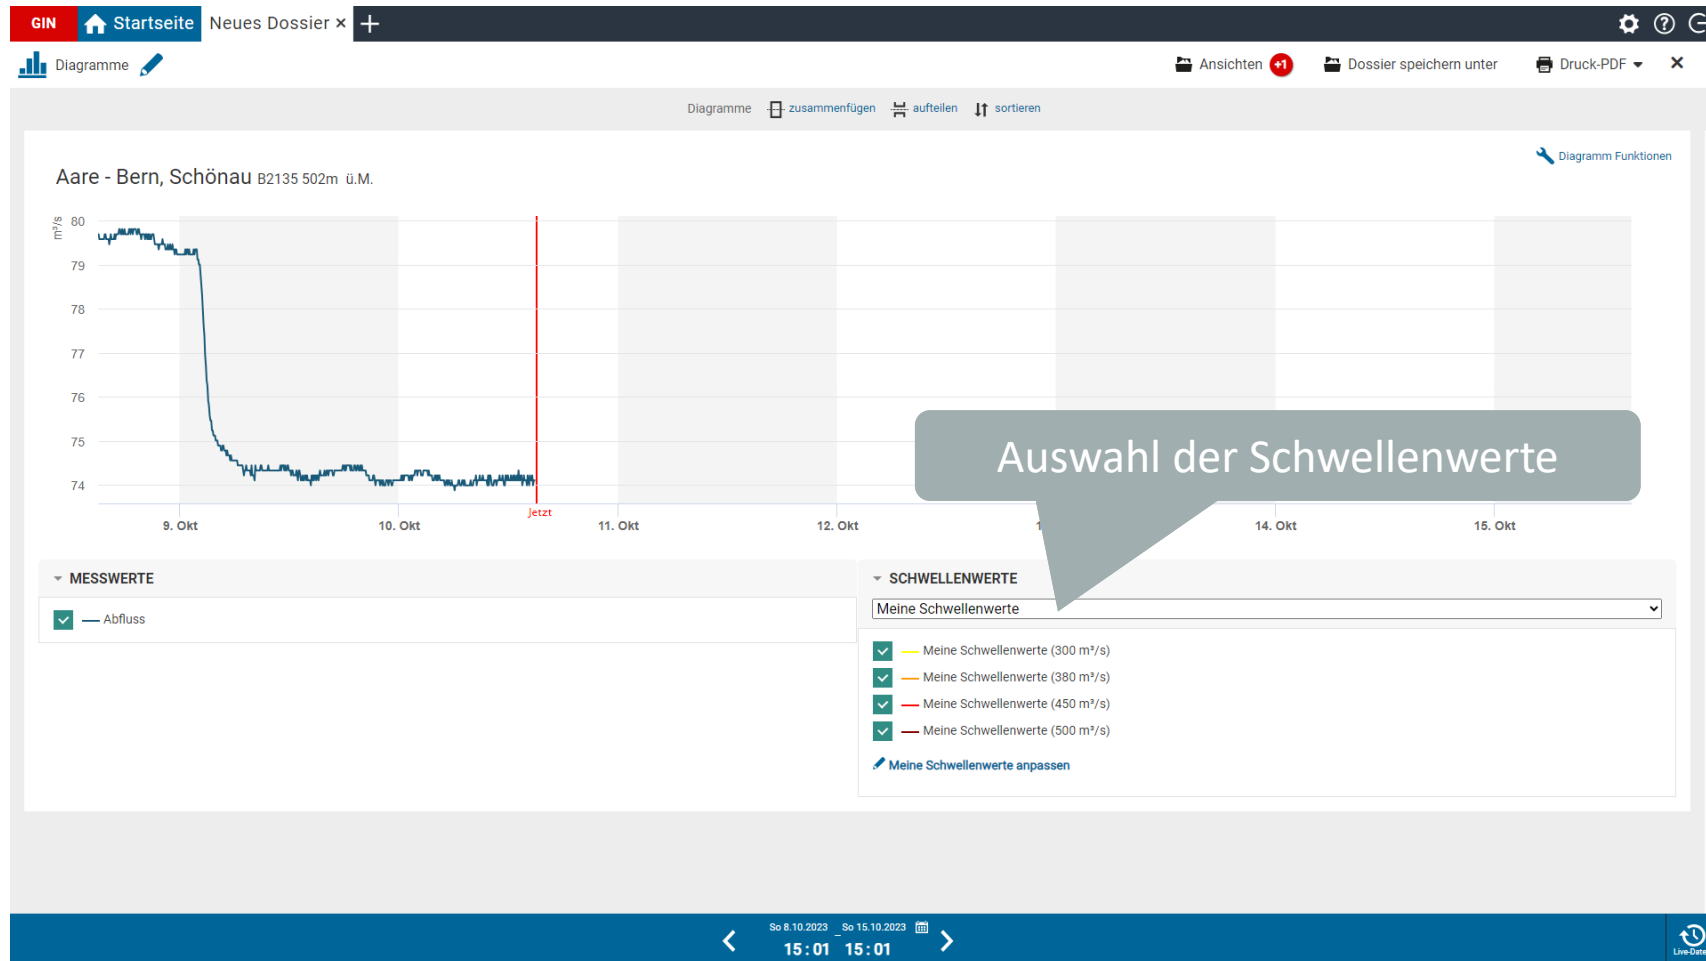 GIN Startseite Neues Dossier × +
Diagramme Ansichten +1 Dossier speichern unter Druck-PDF ×
Diagramme zusammenfügen aufteilen sortieren
Diagramm Funktionen
Aare - Bern, Schönau B2135 502m ü.M.
m³/s
80
79
78
77
76
75
74
Auswahl der Schwellenwerte
Jetzt
9. Okt 10. Okt 11. Okt 12. Okt 14. Okt 15. Okt
MESSWERTE
Abfluss
SCHWELLENWERTE
Meine Schwellenwerte
Meine Schwellenwerte (300 m³/s)
Meine Schwellenwerte (380 m³/s)
Meine Schwellenwerte (450 m³/s)
Meine Schwellenwerte (500 m³/s)
Meine Schwellenwerte anpassen
So 8.10.2023 _ So 15.10.2023
15:01 15:01
Live-Date